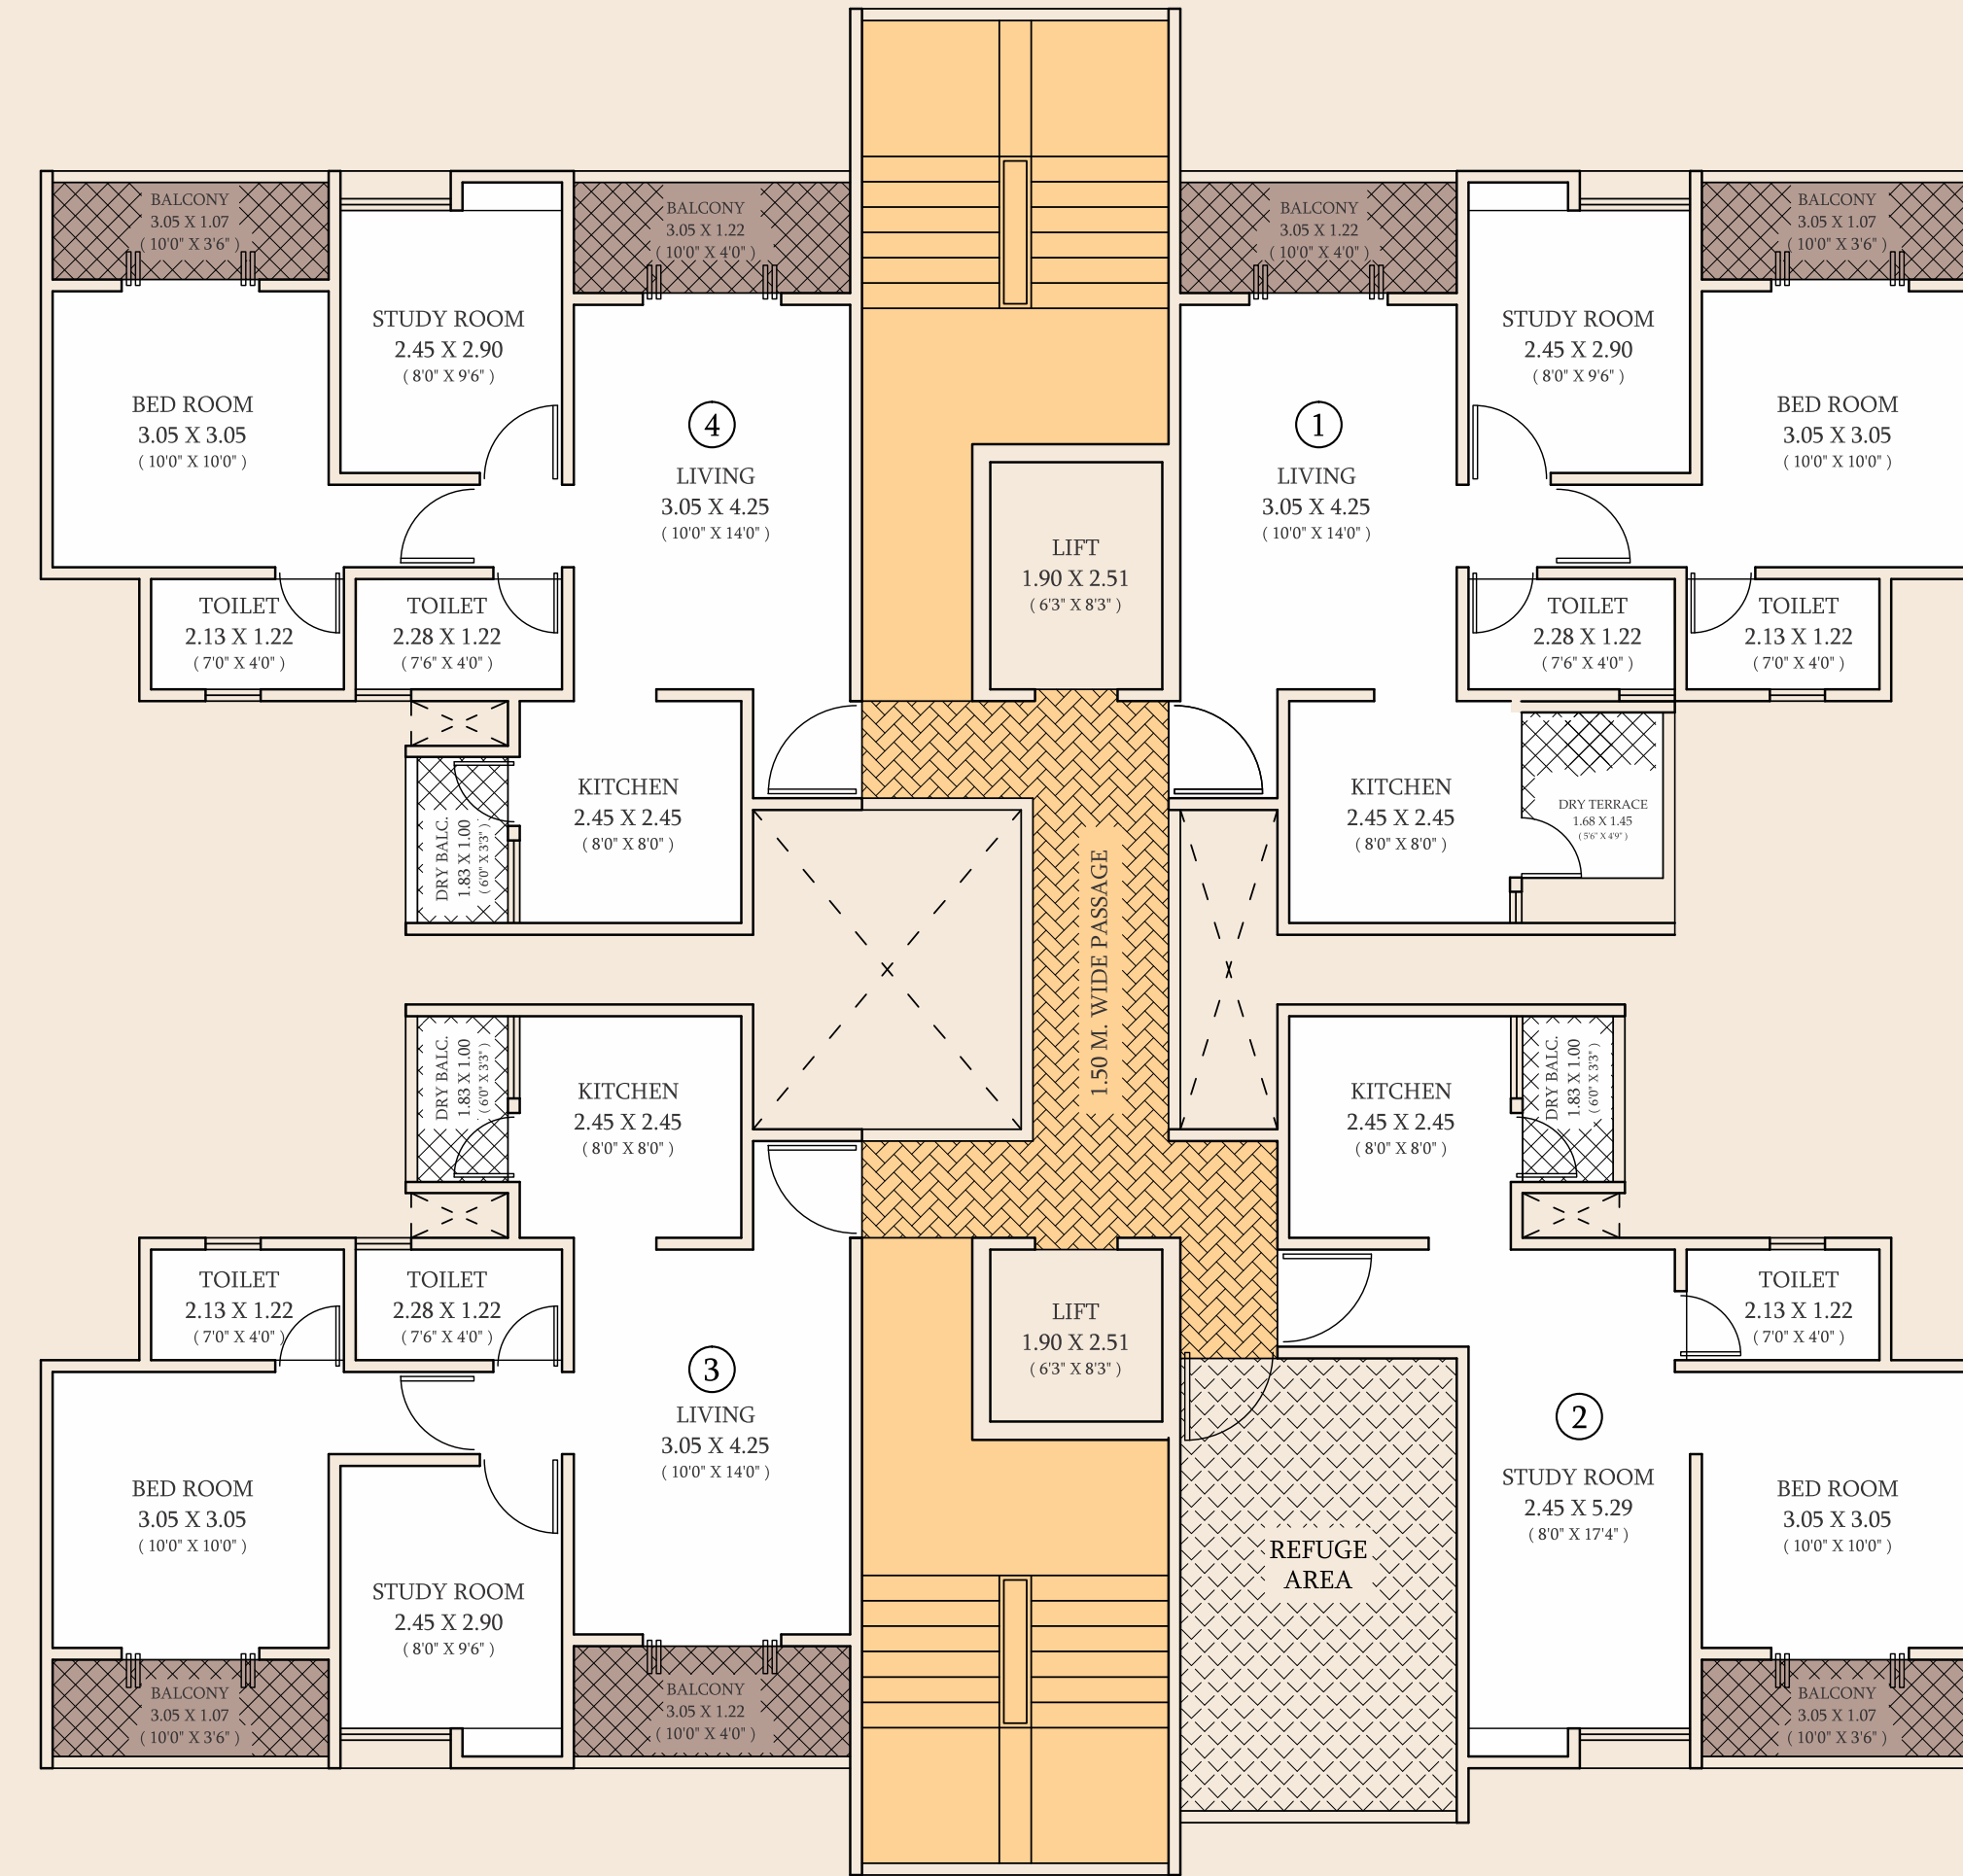 BALCONY
3.05 X 1.07
( 10'0" X 3'6" )
STUDY ROOM
2.45 X 2.90
( 8'0" X 9'6" )
BALCONY
3.05 X 1.22
( 10'0" X 4'0" )
BED ROOM
3.05 X 3.05
( 10'0" X 10'0" )
4
LIVING
3.05 X 4.25
( 10'0" X 14'0" )
TOILET
2.13 X 1.22
( 7'0" X 4'0" )
TOILET
2.28 X 1.22
( 7'6" X 4'0" )
KITCHEN
2.45 X 2.45
( 8'0" X 8'0" )
DRY BALC.
1.83 X 1.00
( 6'0" X 3'3" )
LIFT
1.90 X 2.51
( 6'3" X 8'3" )
BALCONY
3.05 X 1.22
( 10'0" X 4'0" )
STUDY ROOM
2.45 X 2.90
( 8'0" X 9'6" )
BALCONY
3.05 X 1.07
( 10'0" X 3'6" )
1
LIVING
3.05 X 4.25
( 10'0" X 14'0" )
BED ROOM
3.05 X 3.05
( 10'0" X 10'0" )
TOILET
2.28 X 1.22
( 7'6" X 4'0" )
TOILET
2.13 X 1.22
( 7'0" X 4'0" )
KITCHEN
2.45 X 2.45
( 8'0" X 8'0" )
DRY TERRACE
1.68 X 1.45
( 5'6" X 4'9" )
1.50 M. WIDE PASSAGE
DRY BALC.
1.83 X 1.00
( 6'0" X 3'3" )
KITCHEN
2.45 X 2.45
( 8'0" X 8'0" )
TOILET
2.13 X 1.22
( 7'0" X 4'0" )
TOILET
2.28 X 1.22
( 7'6" X 4'0" )
3
LIVING
3.05 X 4.25
( 10'0" X 14'0" )
BED ROOM
3.05 X 3.05
( 10'0" X 10'0" )
STUDY ROOM
2.45 X 2.90
( 8'0" X 9'6" )
BALCONY
3.05 X 1.07
( 10'0" X 3'6" )
BALCONY
3.05 X 1.22
( 10'0" X 4'0" )
LIFT
1.90 X 2.51
( 6'3" X 8'3" )
KITCHEN
2.45 X 2.45
( 8'0" X 8'0" )
DRY BALC.
1.83 X 1.00
( 6'0" X 3'3" )
TOILET
2.13 X 1.22
( 7'0" X 4'0" )
2
STUDY ROOM
2.45 X 5.29
( 8'0" X 17'4" )
BED ROOM
3.05 X 3.05
( 10'0" X 10'0" )
REFUGE
AREA
BALCONY
3.05 X 1.07
( 10'0" X 3'6" )